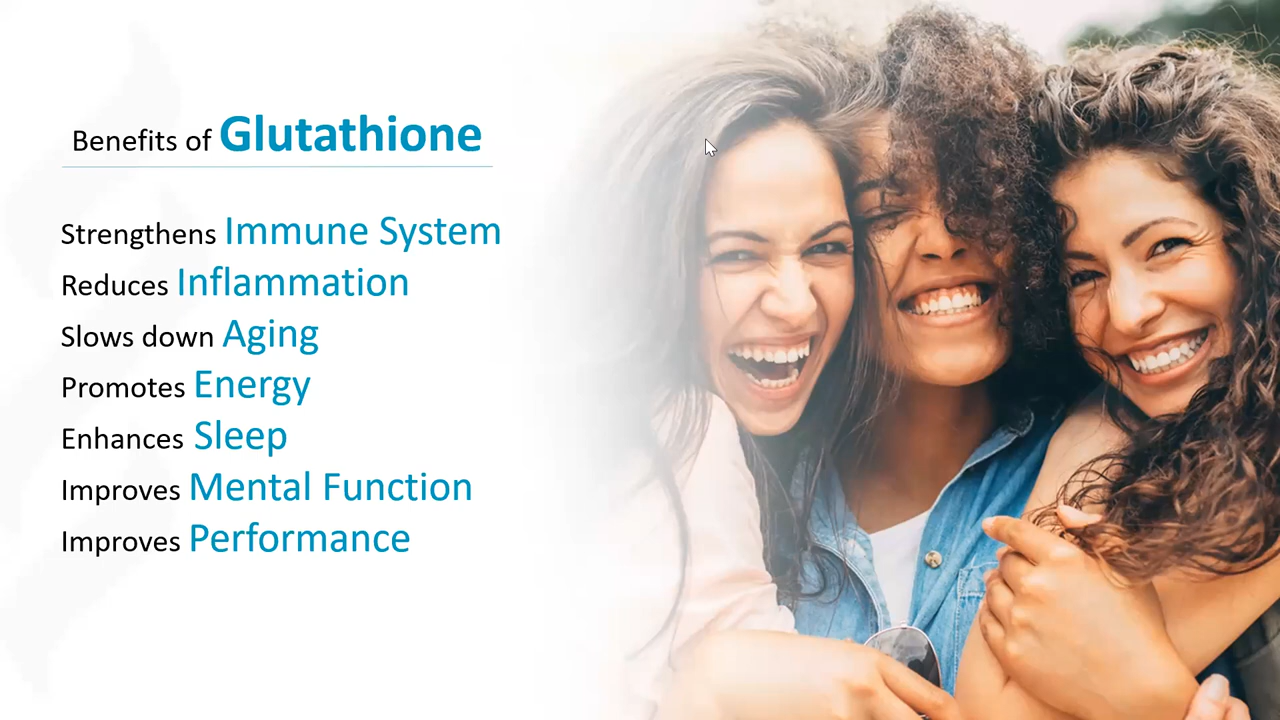 Benefits of Glutathione
Strengthens Immune System
Reduces Inflammation
Slows down Aging
Promotes Energy
Enhances Sleep
Improves Mental Function
Improves Performance